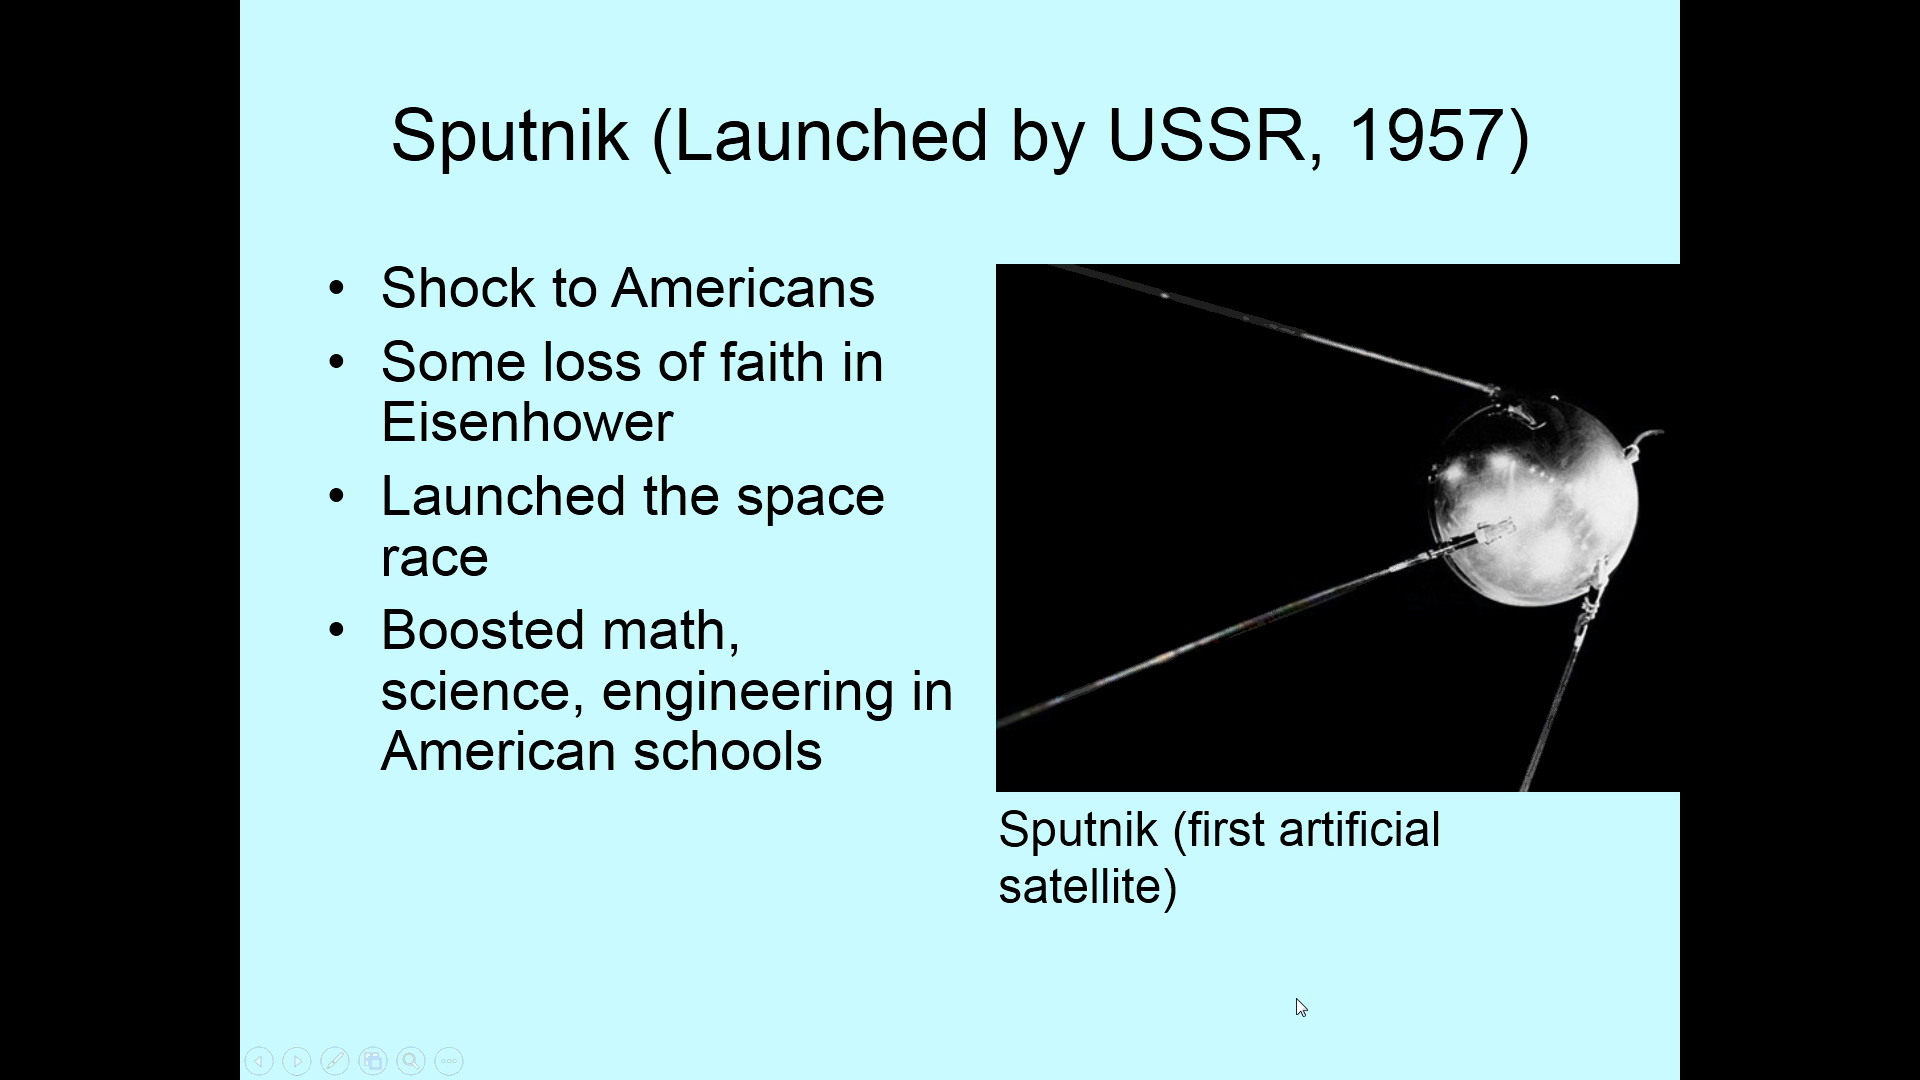 Sputnik (Launched by USSR, 1957)
• Shock to Americans
• Some loss of faith in
Eisenhower
• Launched the space
race
• Boosted math,
science, engineering in
American schools
Sputnik (first artificial
satellite)